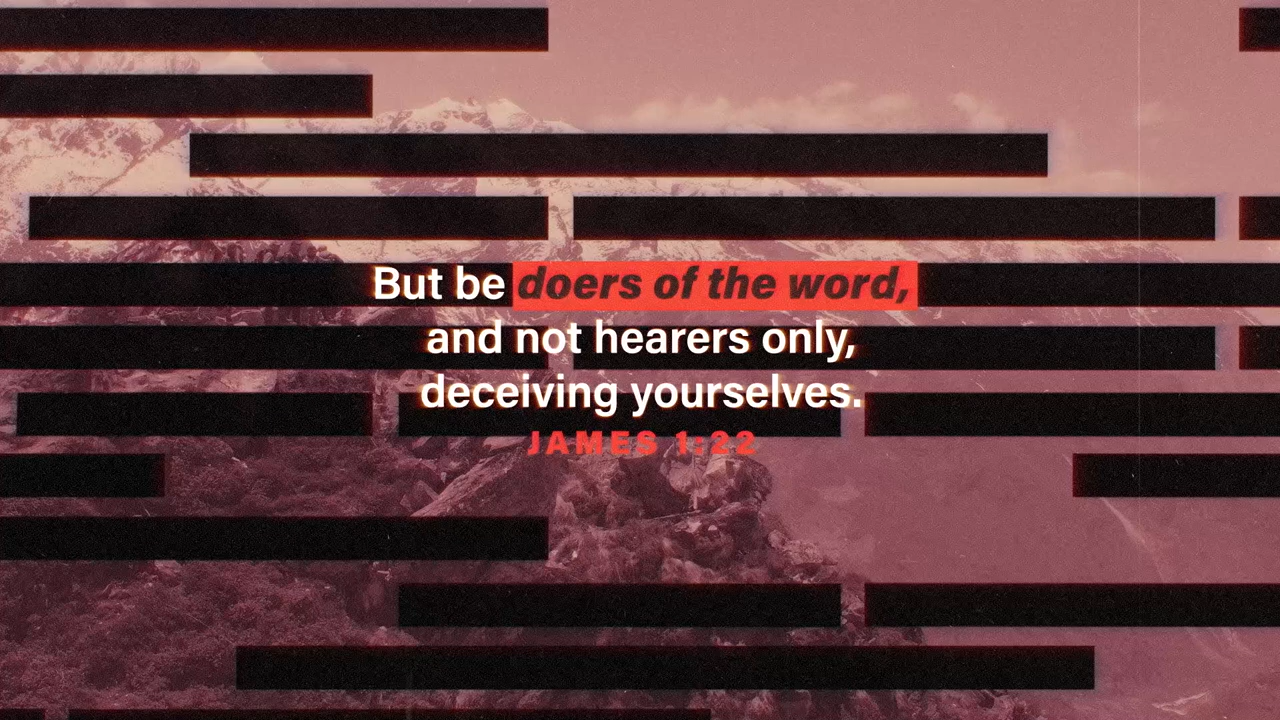 But be doers of the word,
and not hearers only,
deceiving yourselves.
JAMES 1:22